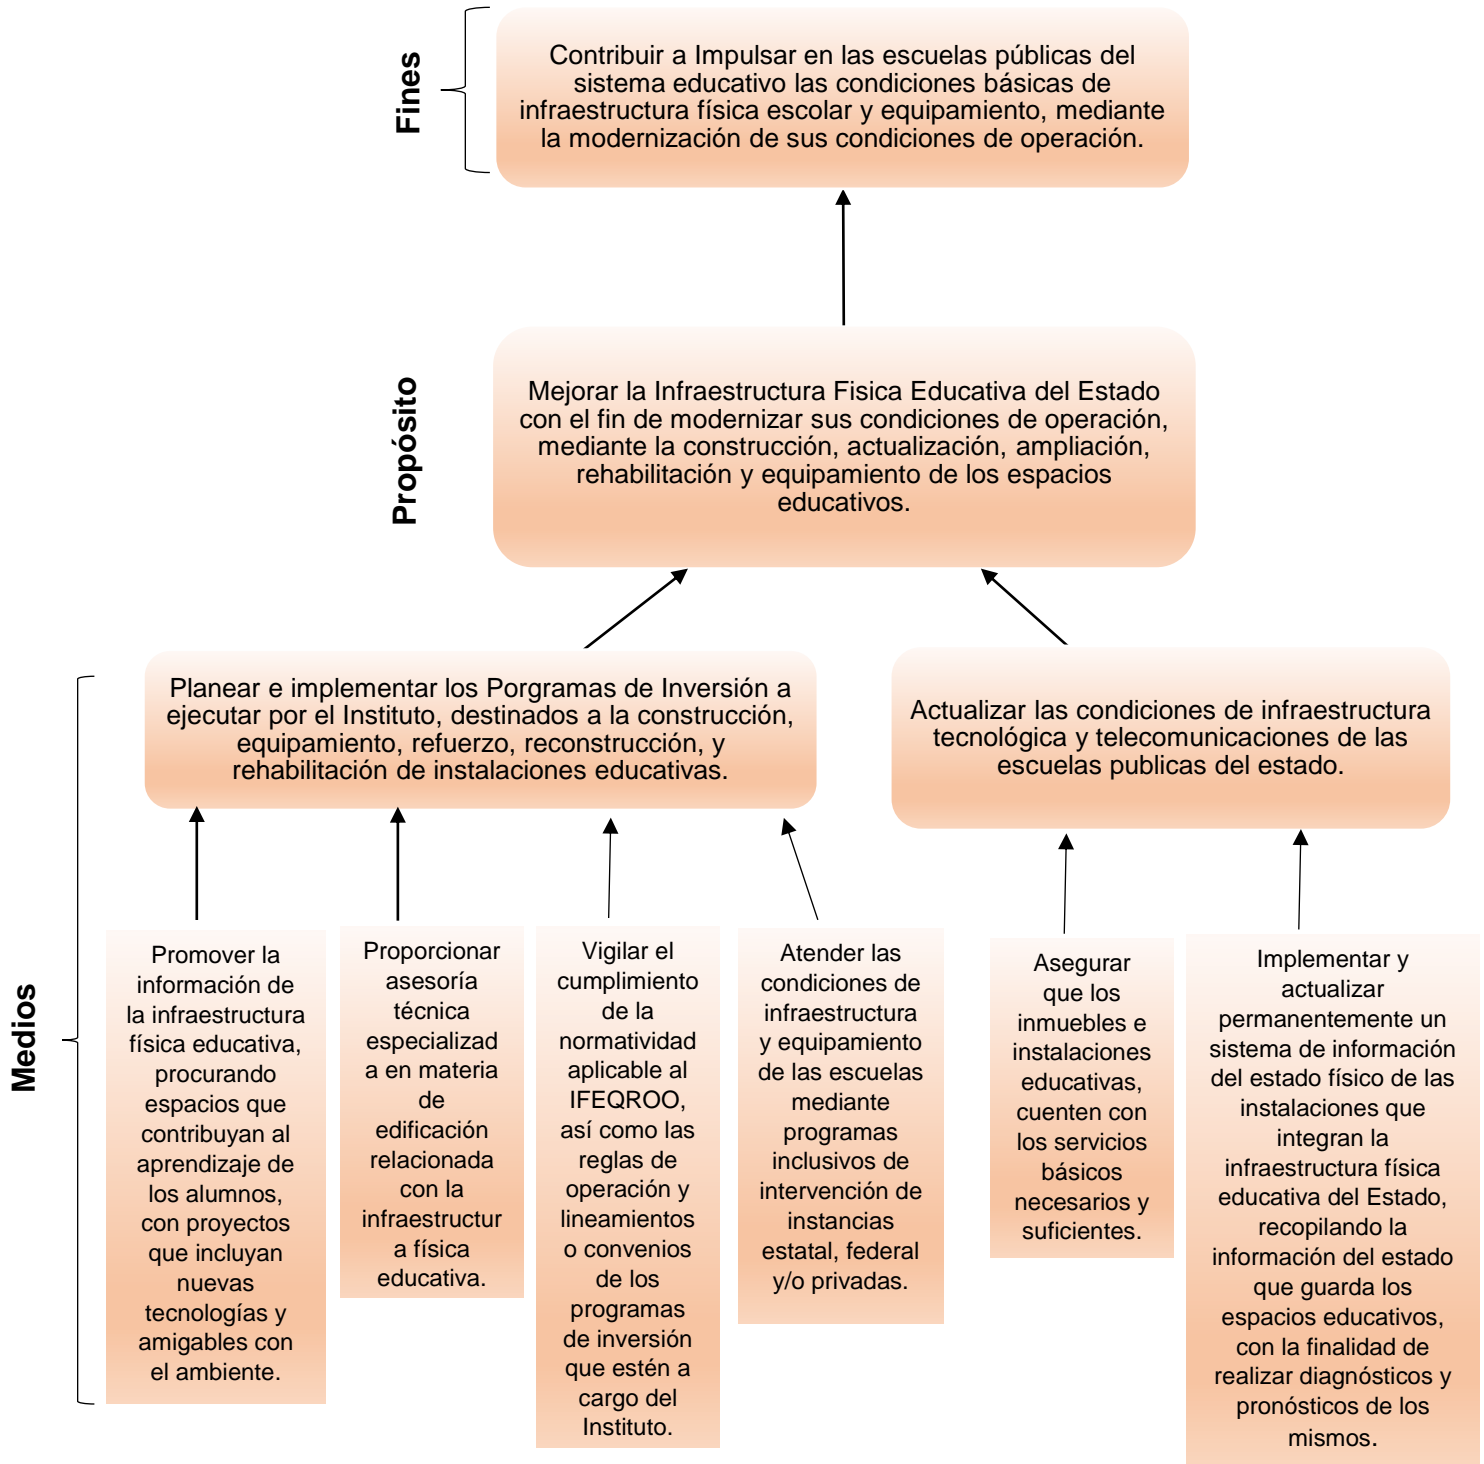 Fines
Contribuir a Impulsar en las escuelas públicas del
sistema educativo las condiciones básicas de
infraestructura física escolar y equipamiento, mediante
la modernización de sus condiciones de operación.
Propósito
Mejorar la Infraestructura Fisica Educativa del Estado
con el fin de modernizar sus condiciones de operación,
mediante la construcción, actualización, ampliación,
rehabilitación y equipamiento de los espacios
educativos.
Medios
Planear e implementar los Porgramas de Inversión a
ejecutar por el Instituto, destinados a la construcción,
equipamiento, refuerzo, reconstrucción, y
rehabilitación de instalaciones educativas.
Actualizar las condiciones de infraestructura
tecnológica y telecomunicaciones de las
escuelas publicas del estado.
Promover la
información de
la infraestructura
física educativa,
procurando
espacios que
contribuyan al
aprendizaje de
los alumnos,
con proyectos
que incluyan
nuevas
tecnologías y
amigables con
el ambiente.
Proporcionar
asesoría
técnica
especializad
a en materia
de
edificación
relacionada
con la
infraestructur
a física
educativa.
Vigilar el
cumplimiento
de la
normatividad
aplicable al
IFEQROO,
así como las
reglas de
operación y
lineamientos
o convenios
de los
programas
de inversión
que estén a
cargo del
Instituto.
Atender las
condiciones de
infraestructura
y equipamiento
de las escuelas
mediante
programas
inclusivos de
intervención de
instancias
estatal, federal
y/o privadas.
Asegurar
que los
inmuebles e
instalaciones
educativas,
cuenten con
los servicios
básicos
necesarios y
suficientes.
Implementar y
actualizar
permanentemente un
sistema de información
del estado físico de las
instalaciones que
integran la
infraestructura física
educativa del Estado,
recopilando la
información del estado
que guarda los
espacios educativos,
con la finalidad de
realizar diagnósticos y
pronósticos de los
mismos.